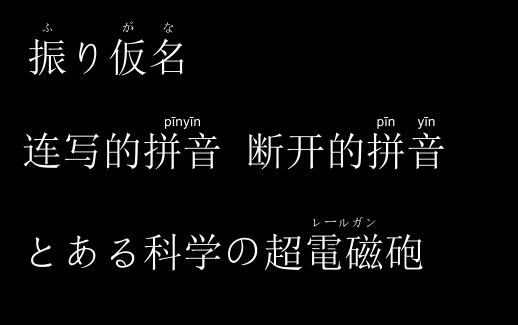 ふ が な
振り仮名
pīnyīn pīn yīn
连写的拼音 断开的拼音
レールガン
とある科学の超電磁砲